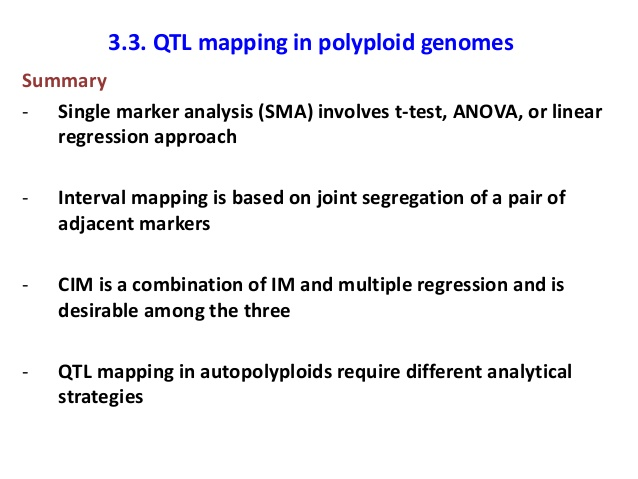 3.3. QTL mapping in polyploid genomes
Summary
- Single marker analysis (SMA) involves t-test, ANOVA, or linear
regression approach
- Interval mapping is based on joint segregation of a pair of
adjacent markers
- CIM is a combination of IM and multiple regression and is
desirable among the three
- QTL mapping in autopolyploids require different analytical
strategies